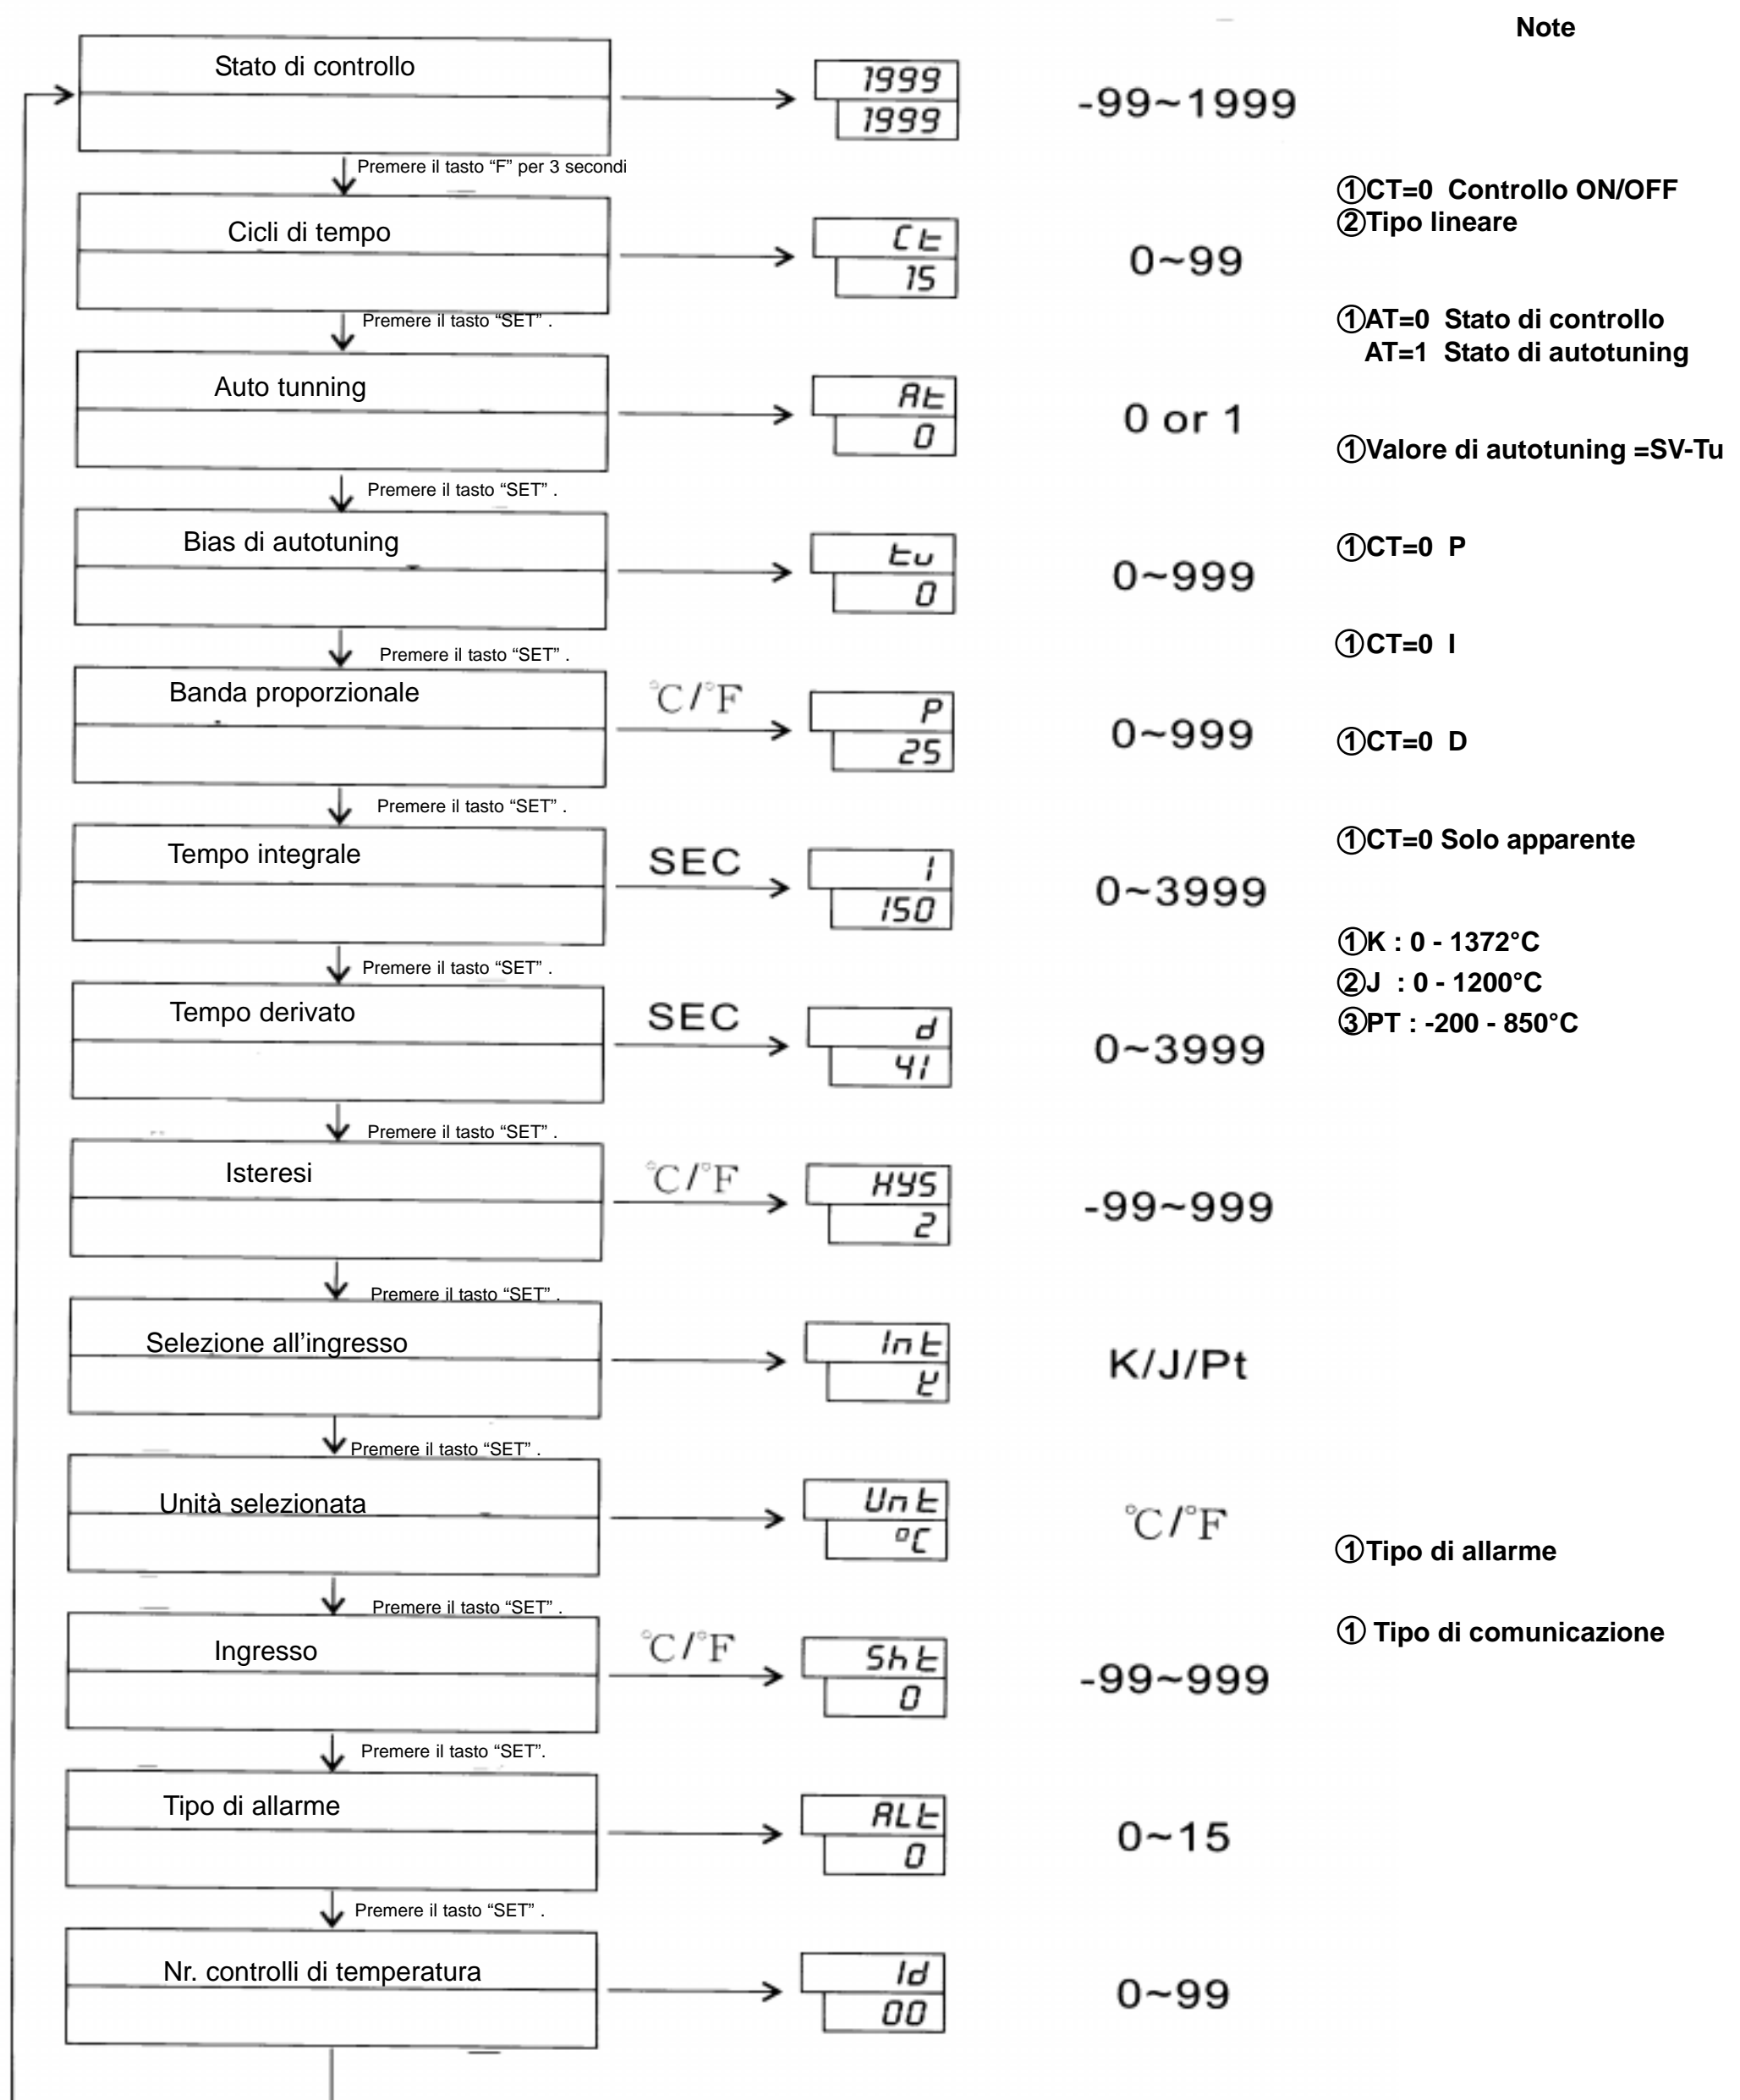 Note
Stato di controllo
1999
1999
-99~1999
Premere il tasto “F” per 3 secondi
①CT=0 Controllo ON/OFF
②Tipo lineare
Cicli di tempo
Ct
15
0~99
Premere il tasto “SET” .
①AT=0 Stato di controllo
AT=1 Stato di autotuning
Auto tunning
At
0
0 or 1
①Valore di autotuning =SV-Tu
Premere il tasto “SET” .
Bias di autotuning
tu
0
0~999
①CT=0 P
Premere il tasto “SET” .
①CT=0 I
Banda proporzionale
°C/°F
P
25
0~999
①CT=0 D
Premere il tasto “SET” .
Tempo integrale
SEC
I
150
0~3999
①CT=0 Solo apparente
Premere il tasto “SET” .
①K : 0 - 1372°C
②J : 0 - 1200°C
③PT : -200 - 850°C
Tempo derivato
SEC
d
41
0~3999
Premere il tasto “SET” .
Isteresi
°C/°F
HYS
2
-99~999
Premere il tasto “SET” .
Selezione all’ingresso
Int
K
K/J/Pt
Premere il tasto “SET” .
Unità selezionata
Unt
°C
°C/°F
①Tipo di allarme
Premere il tasto “SET” .
Ingresso
°C/°F
Sht
0
-99~999
① Tipo di comunicazione
Premere il tasto “SET”.
Tipo di allarme
ALt
0
0~15
Premere il tasto “SET” .
Nr. controlli di temperatura
Id
00
0~99